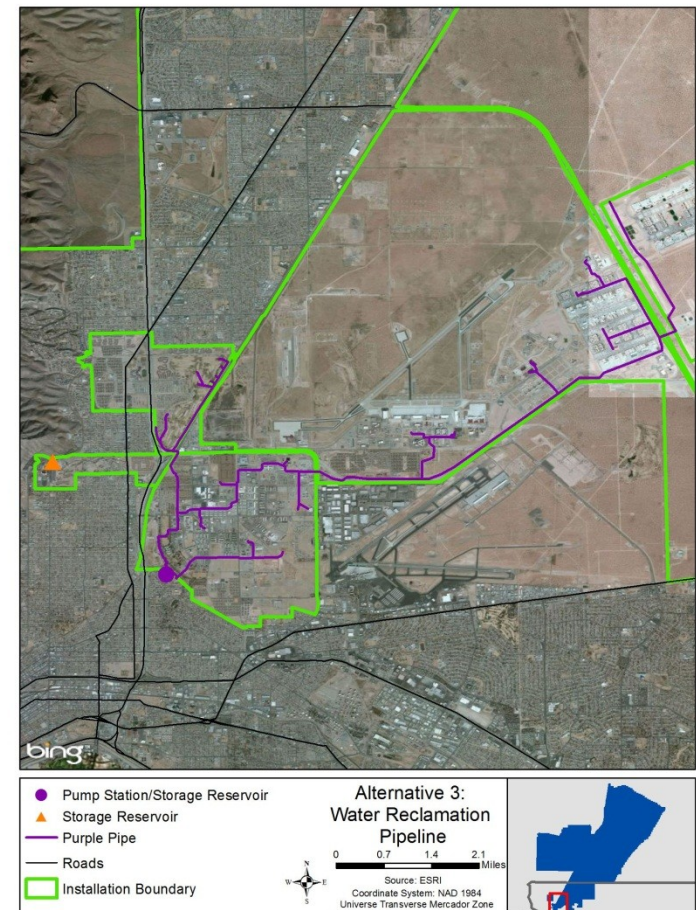 bing
Pump Station/Storage Reservoir
Storage Reservoir
Purple Pipe
Roads
Installation Boundary
Alternative 3:
Water Reclamation
Pipeline
0 0.7 1.4 2.1
Miles
N
W E
S
Source: ESRI
Coordinate System: NAD 1984
Universe Transverse Mercador Zone